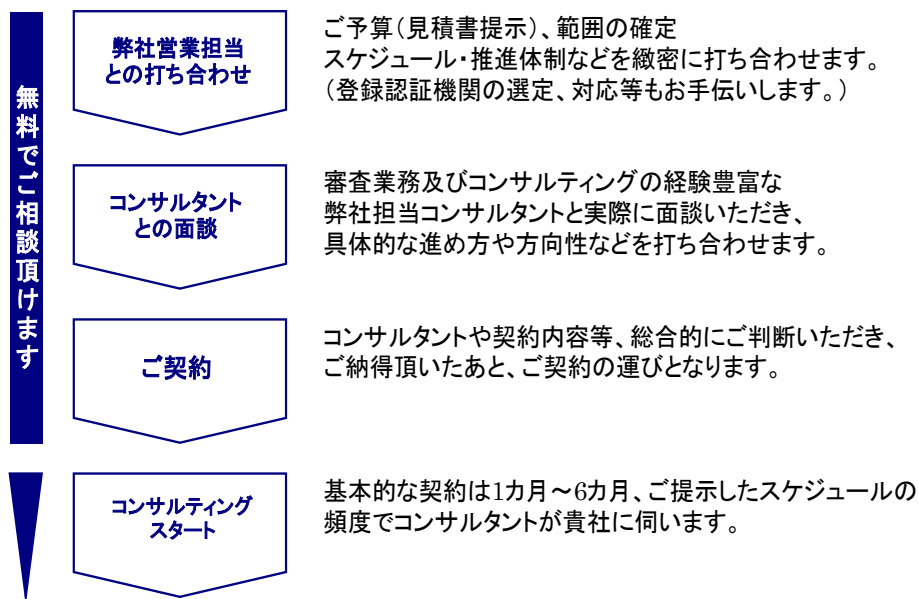 無料でご相談頂けます
弊社営業担当
との打ち合わせ
ご予算(見積書提示)、範囲の確定
スケジュール・推進体制などを緻密に打ち合わせます。
(登録認証機関の選定、対応等もお手伝いします。)
コンサルタント
との面談
審査業務及びコンサルティングの経験豊富な
弊社担当コンサルタントと実際に面談いただき、
具体的な進め方や方向性などを打ち合わせます。
ご契約
コンサルタントや契約内容等、総合的にご判断いただき、
ご納得頂いたあと、ご契約の運びとなります。
コンサルティング
スタート
基本的な契約は1カ月～6カ月、ご提示したスケジュールの
頻度でコンサルタントが貴社に伺います。